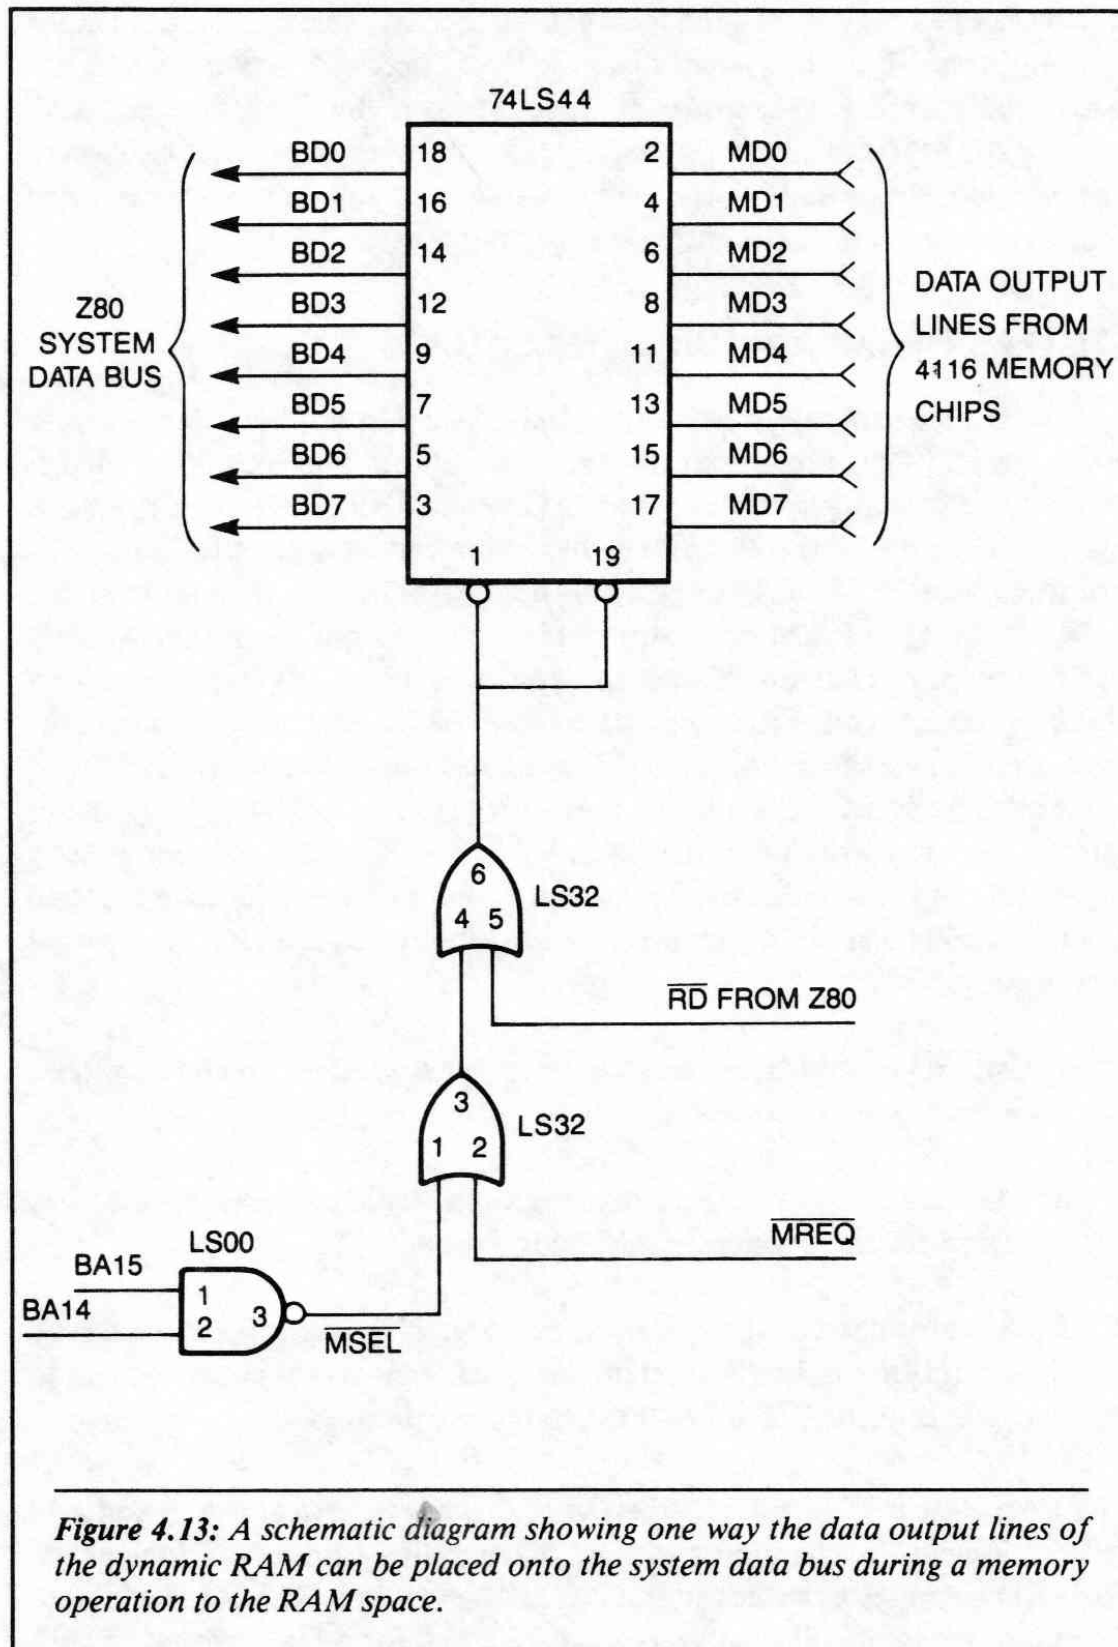 74LS44
BD0 18 2 MD0
BD1 16 4 MD1
BD2 14 6 MD2
BD3 12 8 MD3
BD4 9 11 MD4
BD5 7 13 MD5
BD6 5 15 MD6
BD7 3 17 MD7
1 19
Z80
SYSTEM
DATA BUS
DATA OUTPUT
LINES FROM
4116 MEMORY
CHIPS
6
4 5
LS32
R̅D̅ FROM Z80
3
1 2
LS32
M̅R̅E̅Q̅
LS00
BA15
BA14
1
2
3
M̅S̅E̅L̅
Figure 4.13: A schematic diagram showing one way the data output lines of
the dynamic RAM can be placed onto the system data bus during a memory
operation to the RAM space.